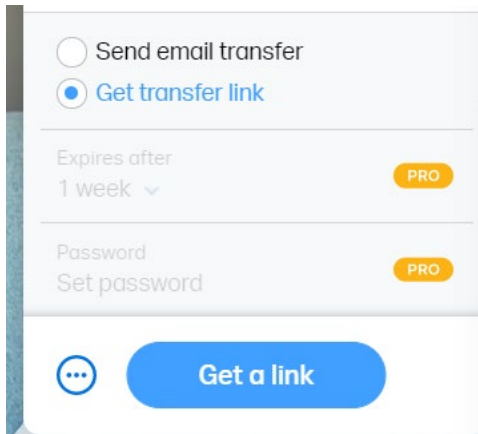 Send email transfer
Get transfer link
Expires after
1 week
PRO
Password
Set password
PRO
Get a link